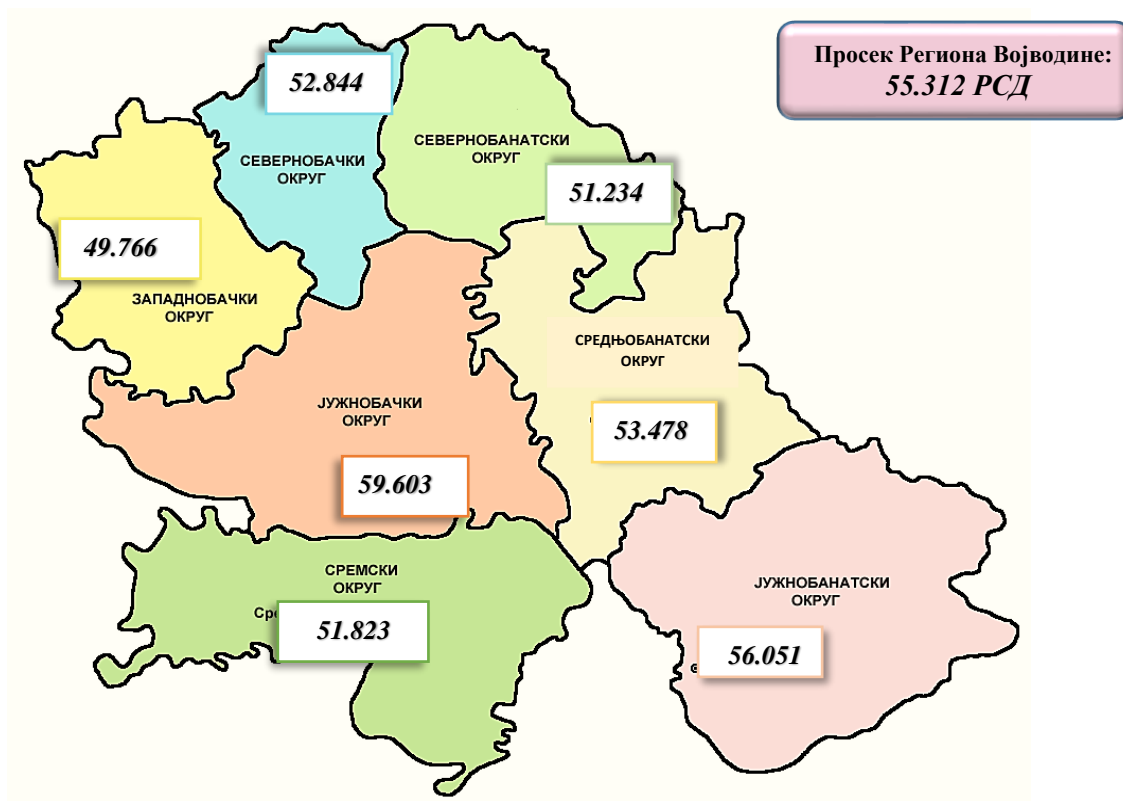 Просек Региона Војводине:
55.312 РСД
52.844
СЕВЕРНОБАЧКИ
ОКРУГ
СЕВЕРНОБАНАТСКИ
ОКРУГ
51.234
49.766
ЗАПАДНОБАЧКИ
ОКРУГ
СРЕДЊОБАНАТСКИ
ОКРУГ
53.478
ЈУЖНОБАЧКИ
ОКРУГ
59.603
СРЕМСКИ
ОКРУГ
Сре
51.823
ЈУЖНОБАНАТСКИ
ОКРУГ
56.051